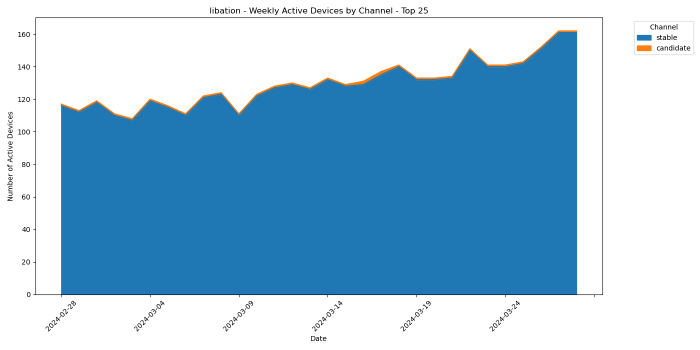 libation - Weekly Active Devices by Channel - Top 25
Channel
stable
candidate
Number of Active Devices
160
140
120
100
80
60
40
20
0
2024-02-28
2024-03-04
2024-03-09
2024-03-14
2024-03-19
2024-03-24
Date